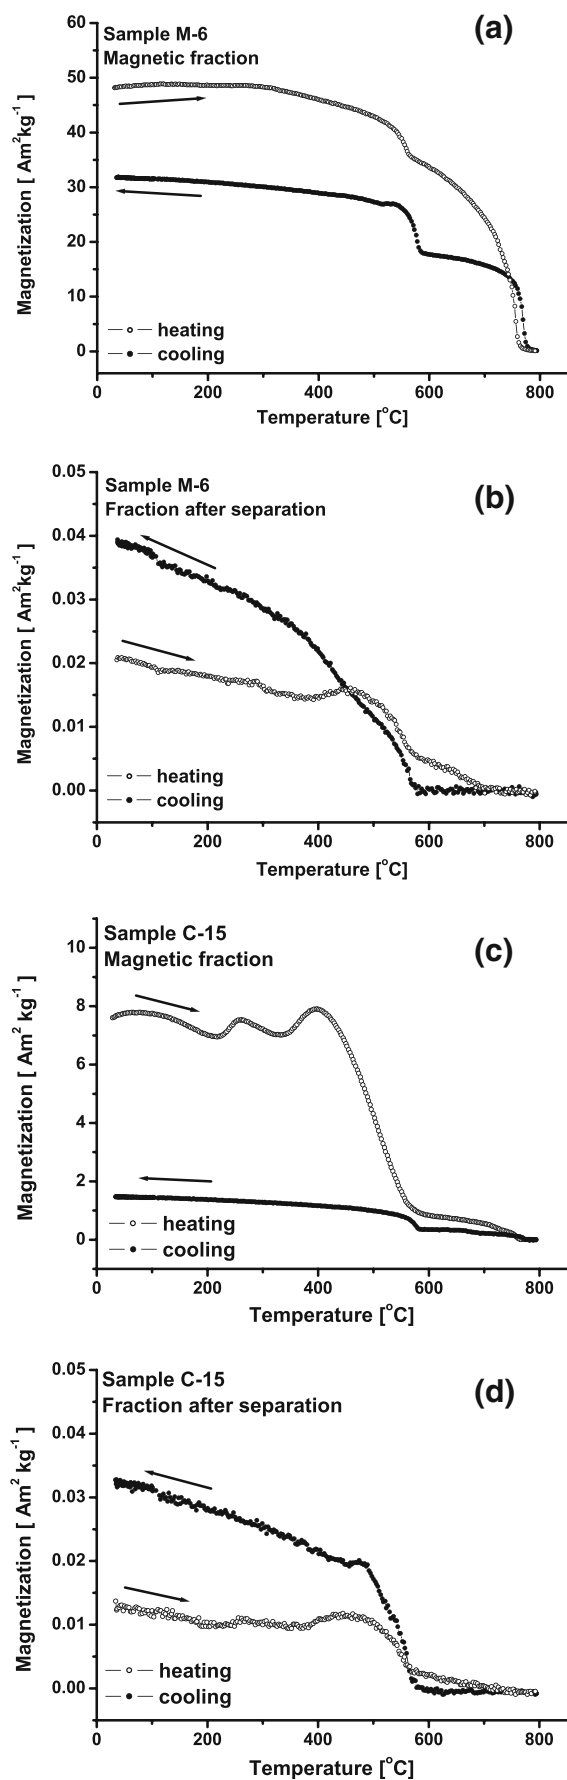 (a)
Sample M-6
Magnetic fraction
Magnetization [ Am²kg⁻¹ ]
60
50
40
30
20
10
0
—○— heating
—●— cooling
0 200 400 600 800
Temperature [°C]
(b)
Sample M-6
Fraction after separation
Magnetization [ Am²kg⁻¹ ]
0.05
0.04
0.03
0.02
0.01
0.00
—○— heating
—●— cooling
0 200 400 600 800
Temperature [°C]
(c)
Sample C-15
Magnetic fraction
Magnetization [ Am² kg⁻¹ ]
10
8
6
4
2
0
—○— heating
—●— cooling
0 200 400 600 800
Temperature [°C]
(d)
Sample C-15
Fraction after separation
Magnetization [ Am² kg⁻¹ ]
0.05
0.04
0.03
0.02
0.01
0.00
—○— heating
—●— cooling
0 200 400 600 800
Temperature [°C]